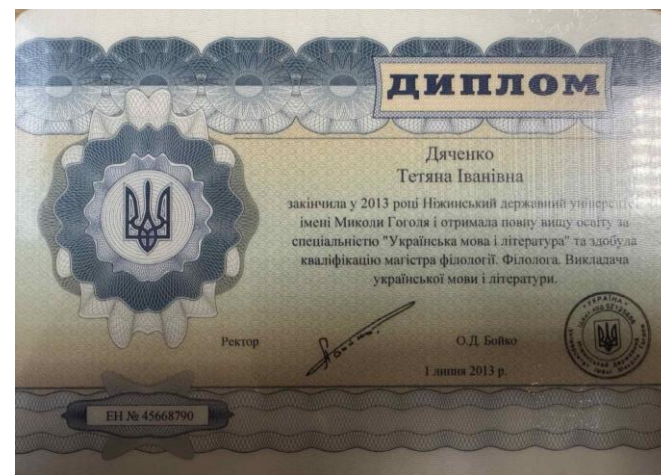 ДИПЛОМ
Дяченко
Тетяна Іванівна
закінчила у 2013 році Ніжинський державний університет
імені Миколи Гоголя і отримала повну вищу освіту за
спеціальністю "Українська мова і література" та здобула
кваліфікацію магістра філології. Філолога. Викладача
української мови і літератури.
Ректор
О.Д. Бойко
1 липня 2013 р.
УКРАЇНА
ЕН № 45668790